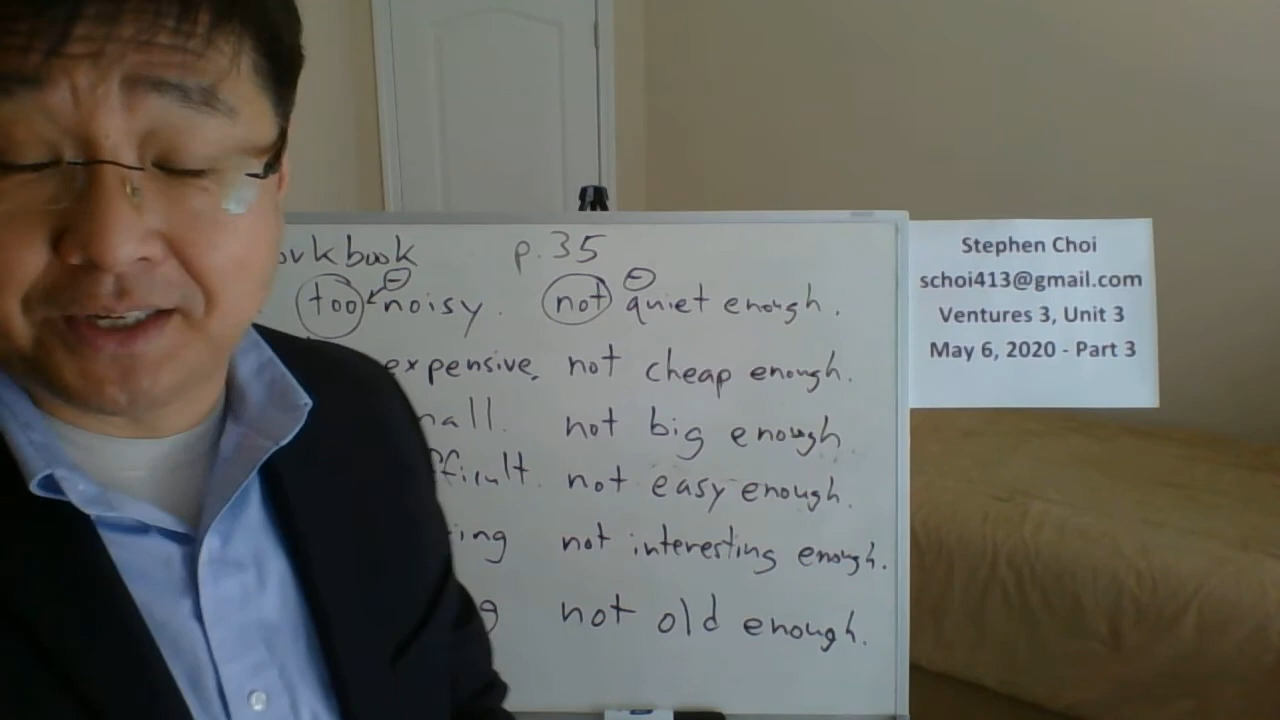 p.35
too noisy. not quiet enough.
expensive. not cheap enough.
not big enough
not easy enough.
not interesting enough.
not old enough.
Stephen Choi
schoi413@gmail.com
Ventures 3, Unit 3
May 6, 2020 - Part 3